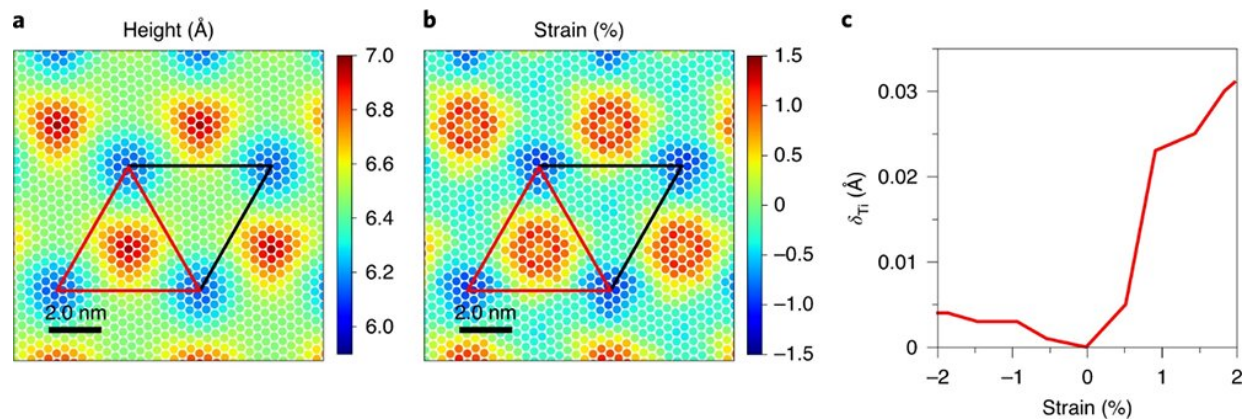 a
Height (Å)
7.0
6.8
6.6
6.4
6.2
6.0
2.0 nm
b
Strain (%)
1.5
1.0
0.5
0
−0.5
−1.0
−1.5
2.0 nm
c
δTi (Å)
0.03
0.02
0.01
0
−2
−1
0
1
2
Strain (%)